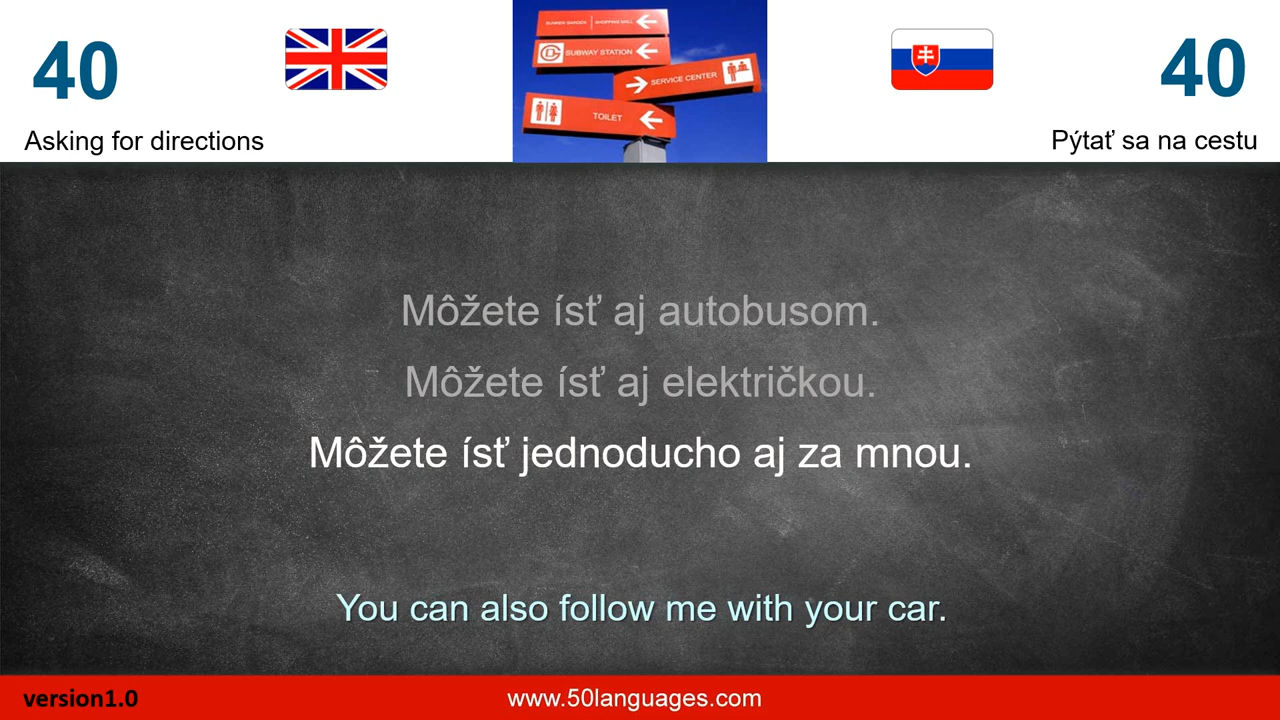 40
40
Asking for directions
Pýtať sa na cestu
SUBWAY STATION
SERVICE CENTER
TOILET
Môžete ísť aj autobusom.
Môžete ísť aj električkou.
Môžete ísť jednoducho aj za mnou.
You can also follow me with your car.
version1.0
www.50languages.com